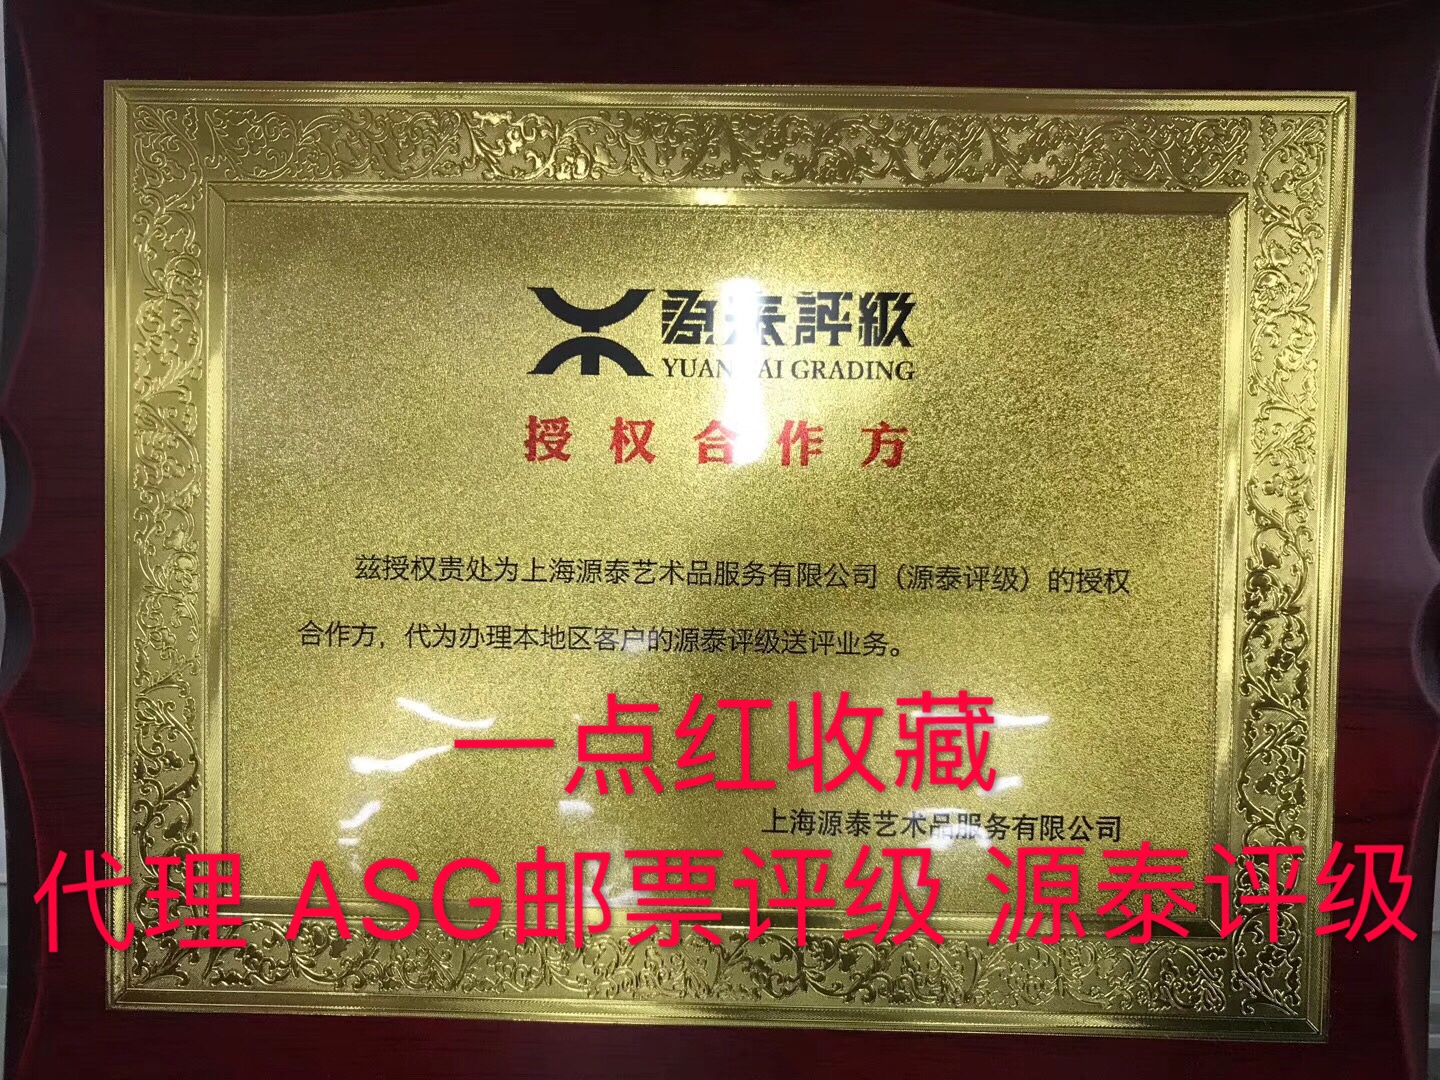 源泰評級
YUANTAI GRADING
授权合作方
兹授权贵处为上海源泰艺术品服务有限公司（源泰评级）的授权
合作方，代为办理本地区客户的源泰评级送评业务。
一点红收藏
上海源泰艺术品服务有限公司
代理 ASG邮票评级 源泰评级